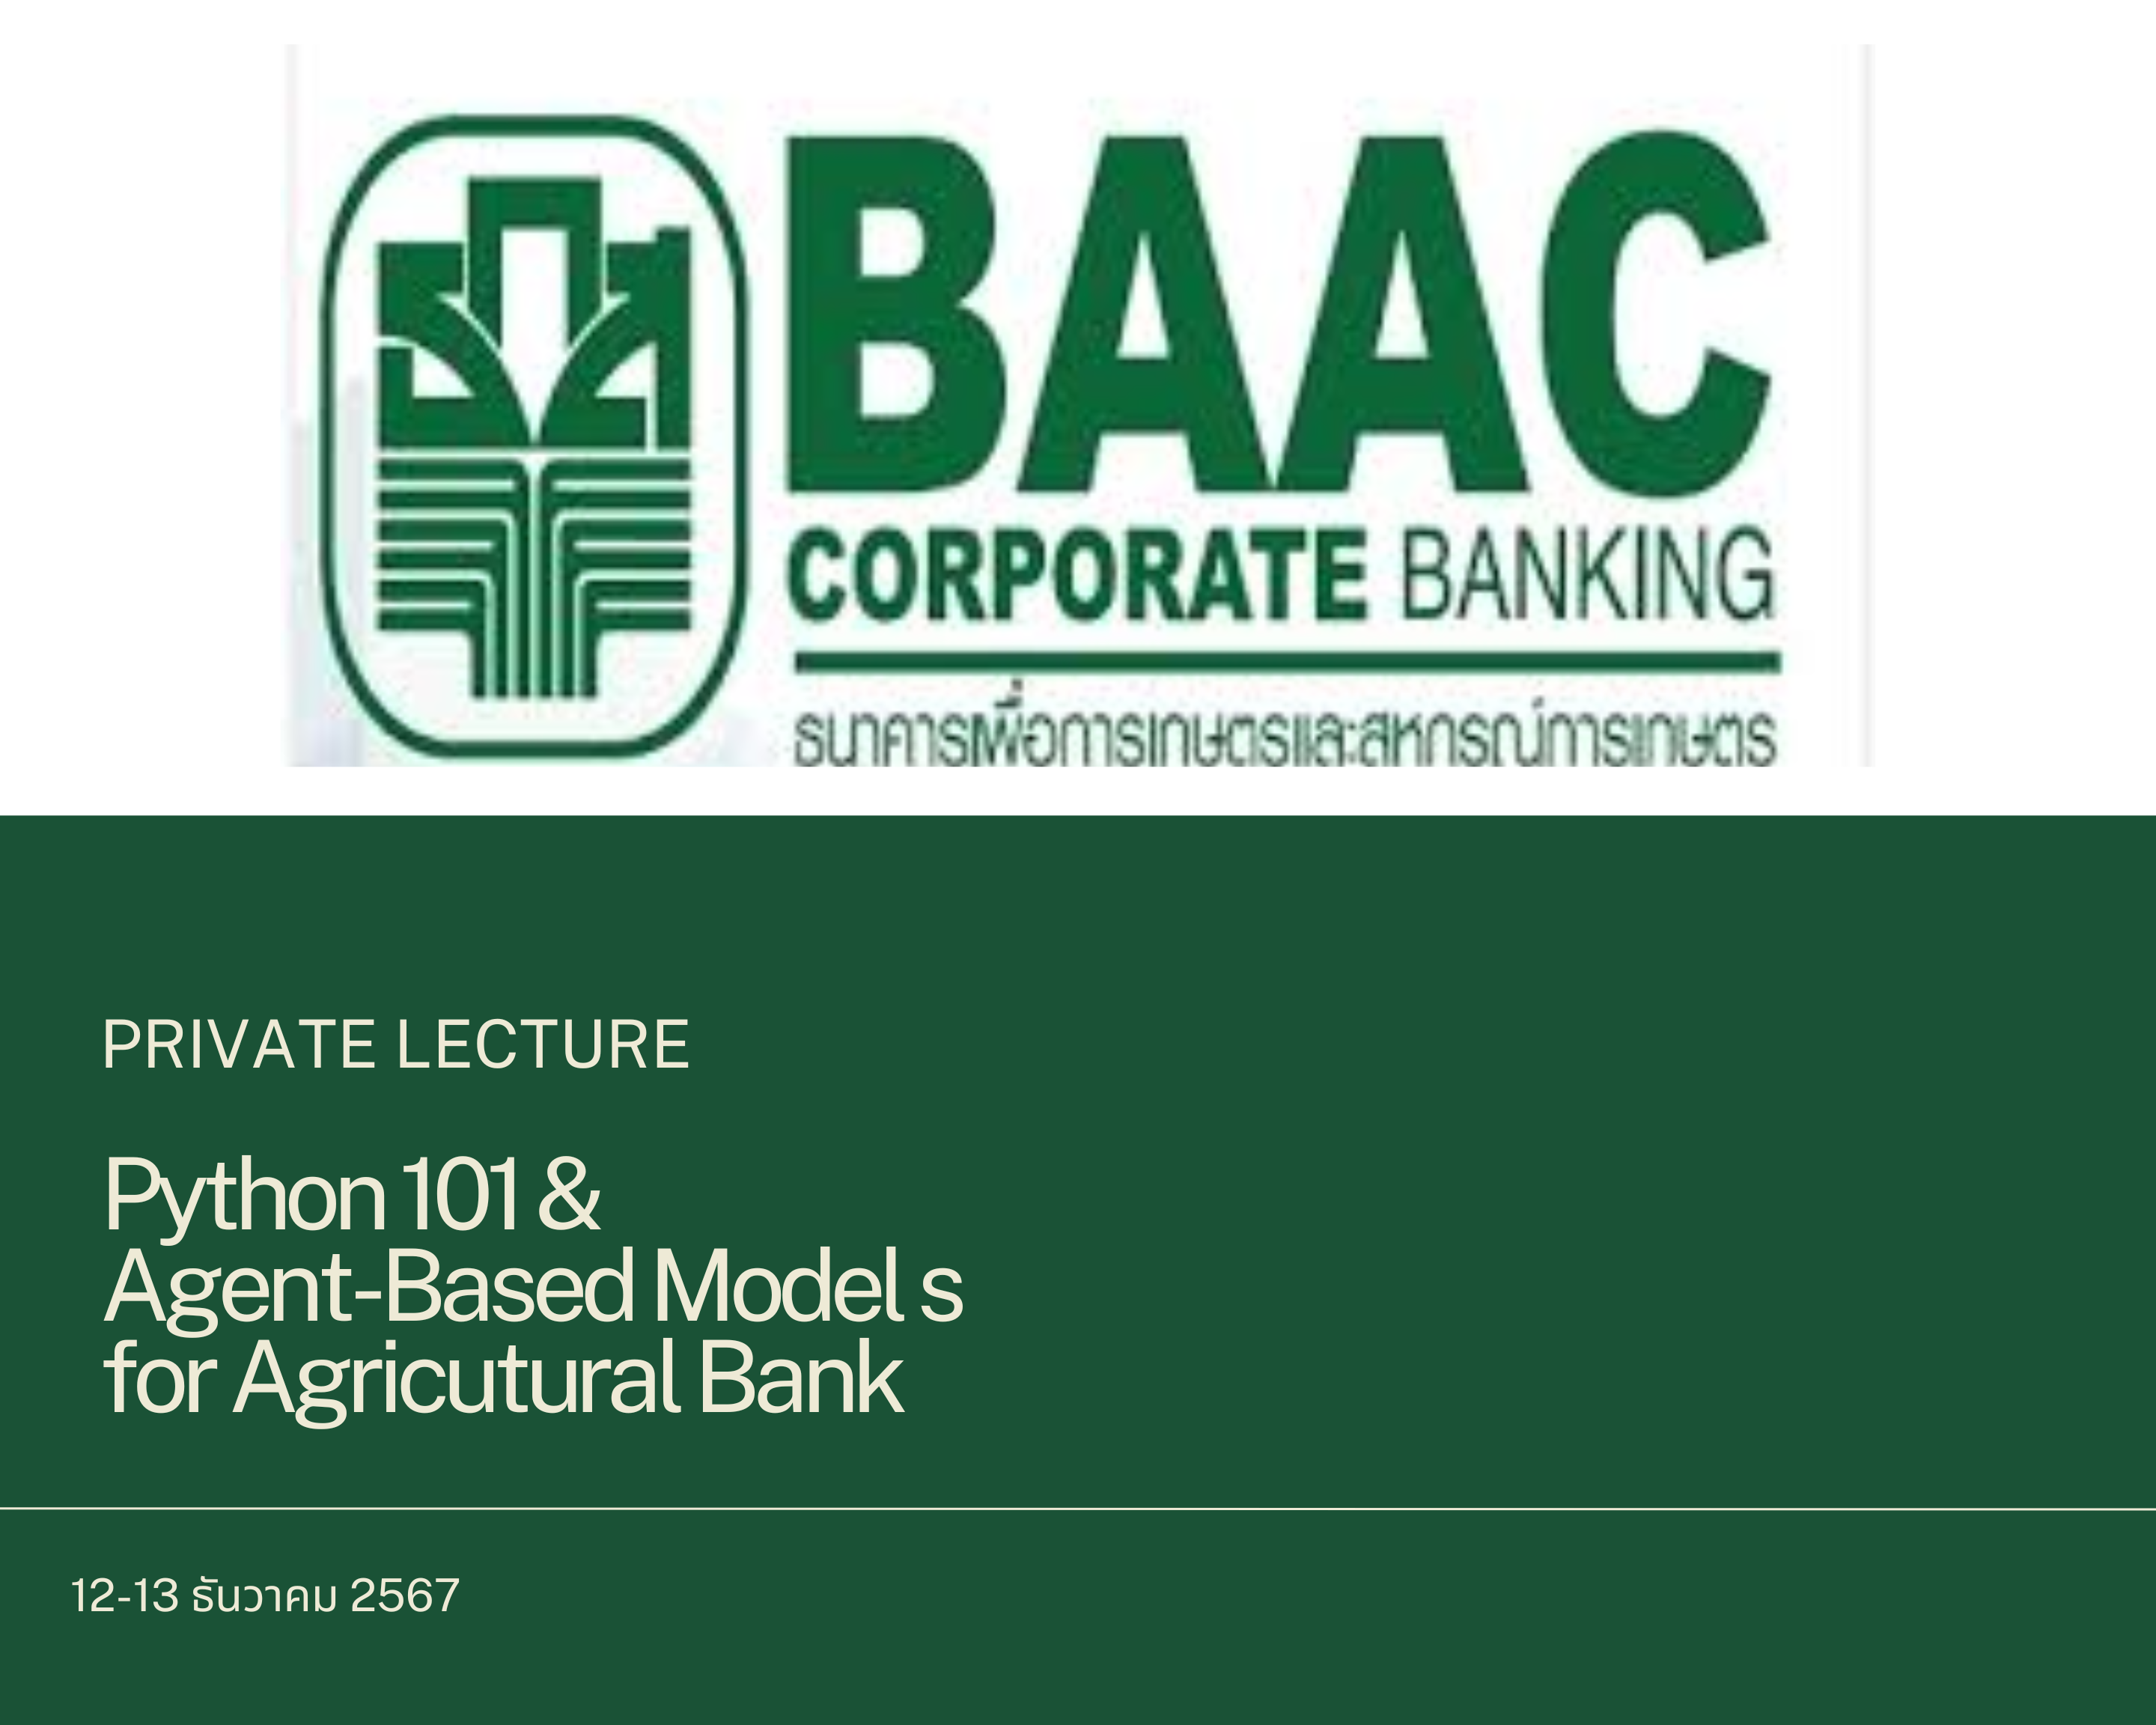 BAAC
CORPORATE BANKING
ธนาคารเพื่อการเกษตรและสหกรณ์การเกษตร
PRIVATE LECTURE
Python 101 &
Agent-Based Model s
for Agricutural Bank
12-13 ธันวาคม 2567